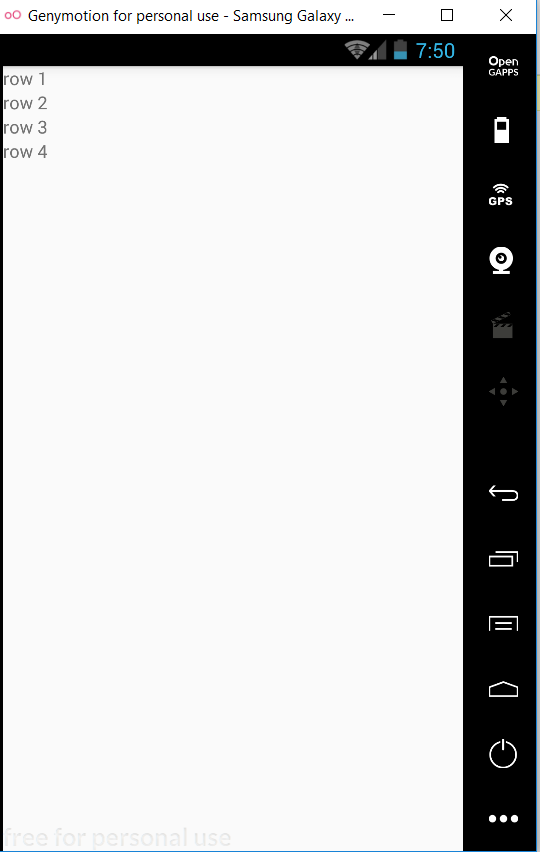 Genymotion for personal use - Samsung Galaxy ...
7:50
Open
GAPPS
row 1
row 2
row 3
row 4
GPS
free for personal use